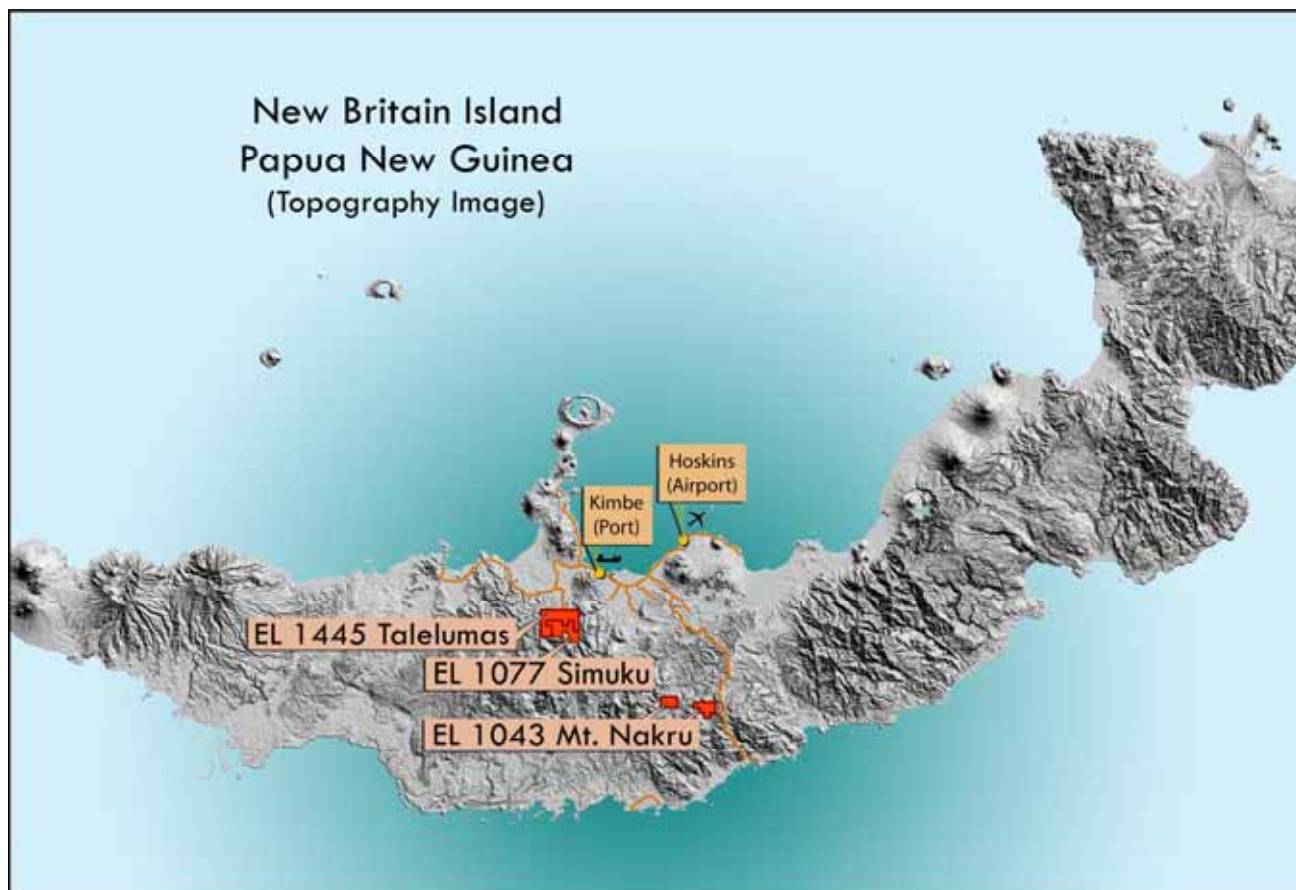 New Britain Island
Papua New Guinea
(Topography Image)
Hoskins
(Airport)
Kimbe
(Port)
EL 1445 Talelumas
EL 1077 Simuku
EL 1043 Mt. Nakru